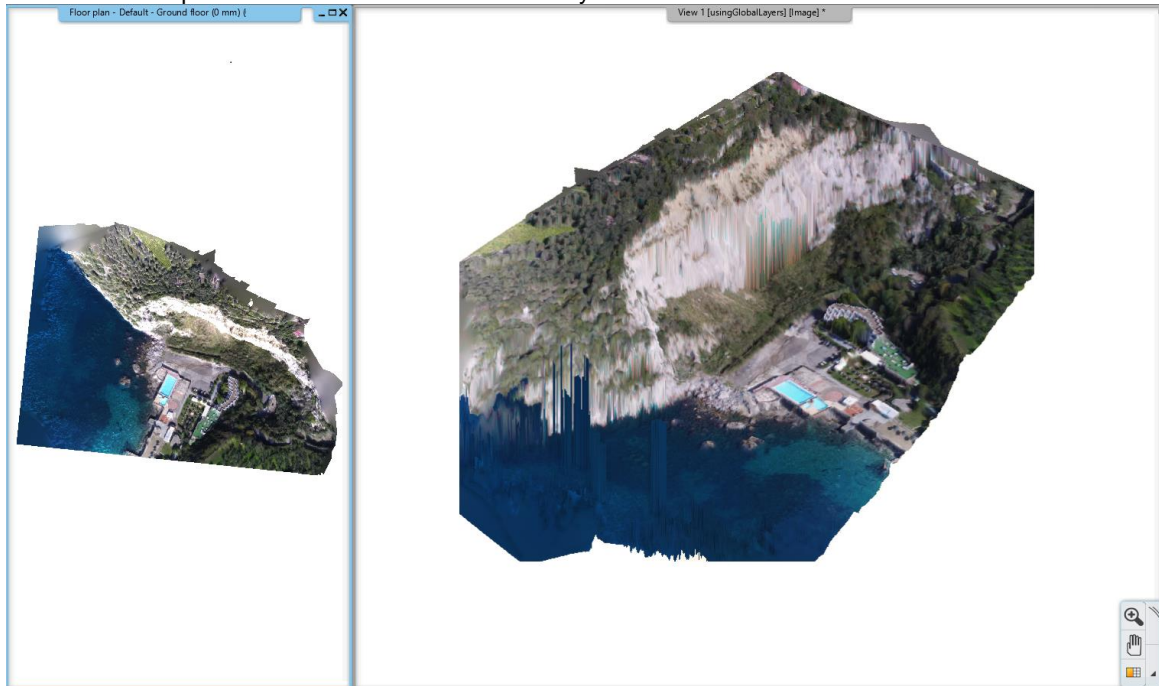 Floor plan - Default - Ground floor (0 mm) (
View 1 [usingGlobalLayers] [Image] *